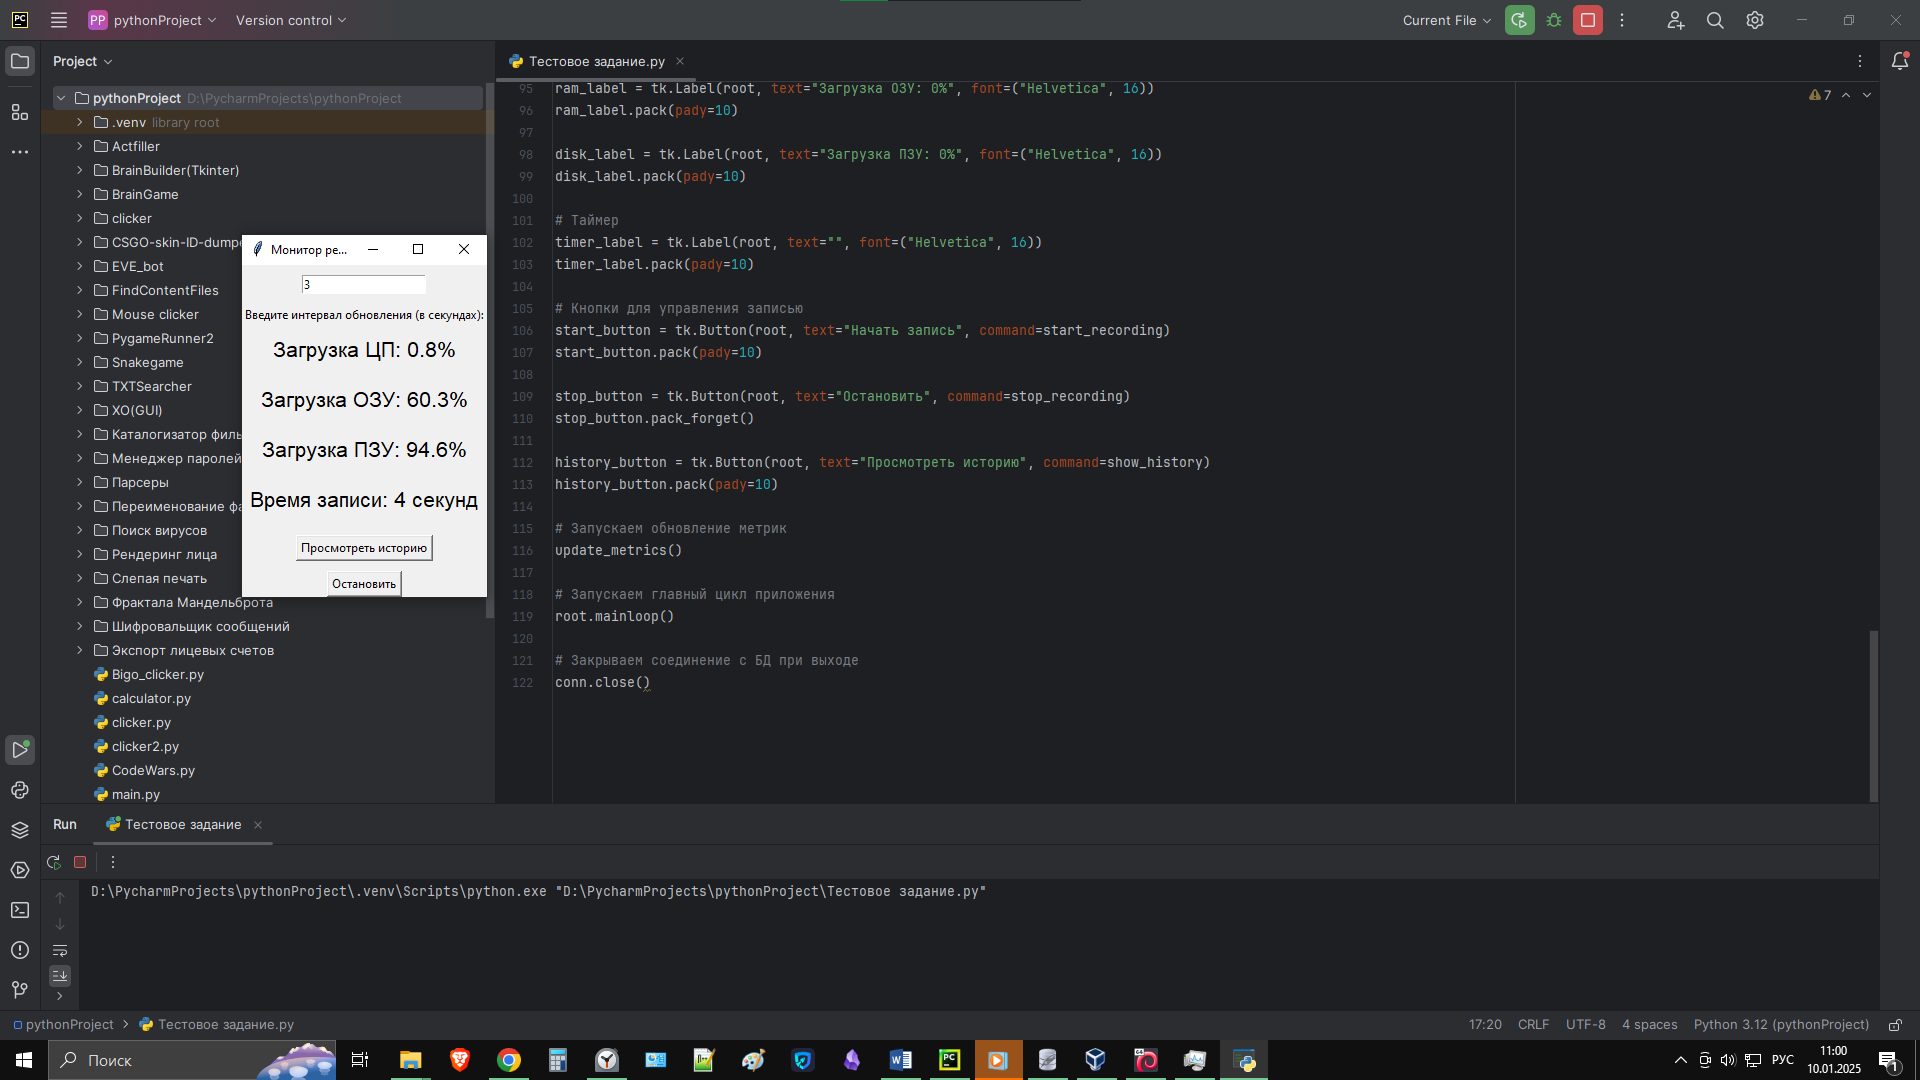 PC
PP pythonProject
Version control
Current File
Project
Тестовое задание.py
pythonProject D:\PycharmProjects\pythonProject
.venv library root
Actfiller
BrainBuilder(Tkinter)
BrainGame
clicker
CSGO-skin-ID-dumpe
EVE_bot
FindContentFiles
Mouse clicker
PygameRunner2
Snakegame
TXTSearcher
XO(GUI)
Каталогизатор филь
Менеджер паролей
Парсеры
Переименование фа
Поиск вирусов
Рендеринг лица
Слепая печать
Фрактала Мандельброта
Шифровальщик сообщений
Экспорт лицевых счетов
Bigo_clicker.py
calculator.py
clicker.py
clicker2.py
CodeWars.py
main.py
Монитор ре...
3
Введите интервал обновления (в секундах):
Загрузка ЦП: 0.8%
Загрузка ОЗУ: 60.3%
Загрузка ПЗУ: 94.6%
Время записи: 4 секунд
Просмотреть историю
Остановить
7
95 ram_label = tk.Label(root, text="Загрузка ОЗУ: 0%", font=("Helvetica", 16))
96 ram_label.pack(pady=10)
97
98 disk_label = tk.Label(root, text="Загрузка ПЗУ: 0%", font=("Helvetica", 16))
99 disk_label.pack(pady=10)
100
101 # Таймер
102 timer_label = tk.Label(root, text="", font=("Helvetica", 16))
103 timer_label.pack(pady=10)
104
105 # Кнопки для управления записью
106 start_button = tk.Button(root, text="Начать запись", command=start_recording)
107 start_button.pack(pady=10)
108
109 stop_button = tk.Button(root, text="Остановить", command=stop_recording)
110 stop_button.pack_forget()
111
112 history_button = tk.Button(root, text="Просмотреть историю", command=show_history)
113 history_button.pack(pady=10)
114
115 # Запускаем обновление метрик
116 update_metrics()
117
118 # Запускаем главный цикл приложения
119 root.mainloop()
120
121 # Закрываем соединение с БД при выходе
122 conn.close()
Run
Тестовое задание
D:\PycharmProjects\pythonProject\.venv\Scripts\python.exe "D:\PycharmProjects\pythonProject\Тестовое задание.py"
pythonProject
Тестовое задание.py
17:20 CRLF UTF-8 4 spaces Python 3.12 (pythonProject)
Поиск
PC
РУС
11:00
10.01.2025
1